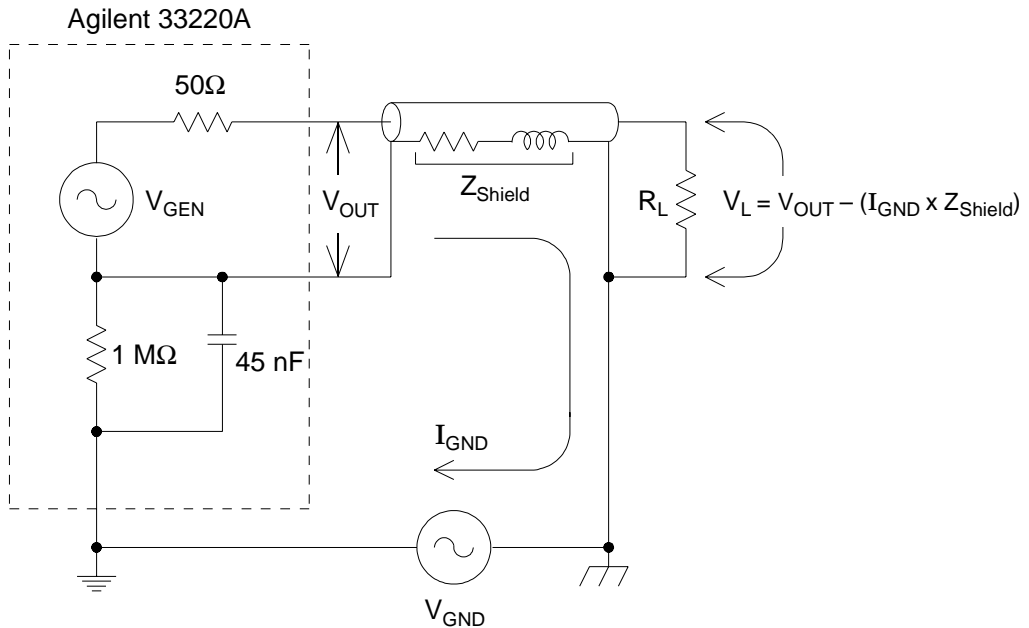 Agilent 33220A
50Ω
V_GEN
V_OUT
Z_Shield
R_L
V_L = V_OUT – (I_GND x Z_Shield)
1 MΩ
45 nF
I_GND
V_GND